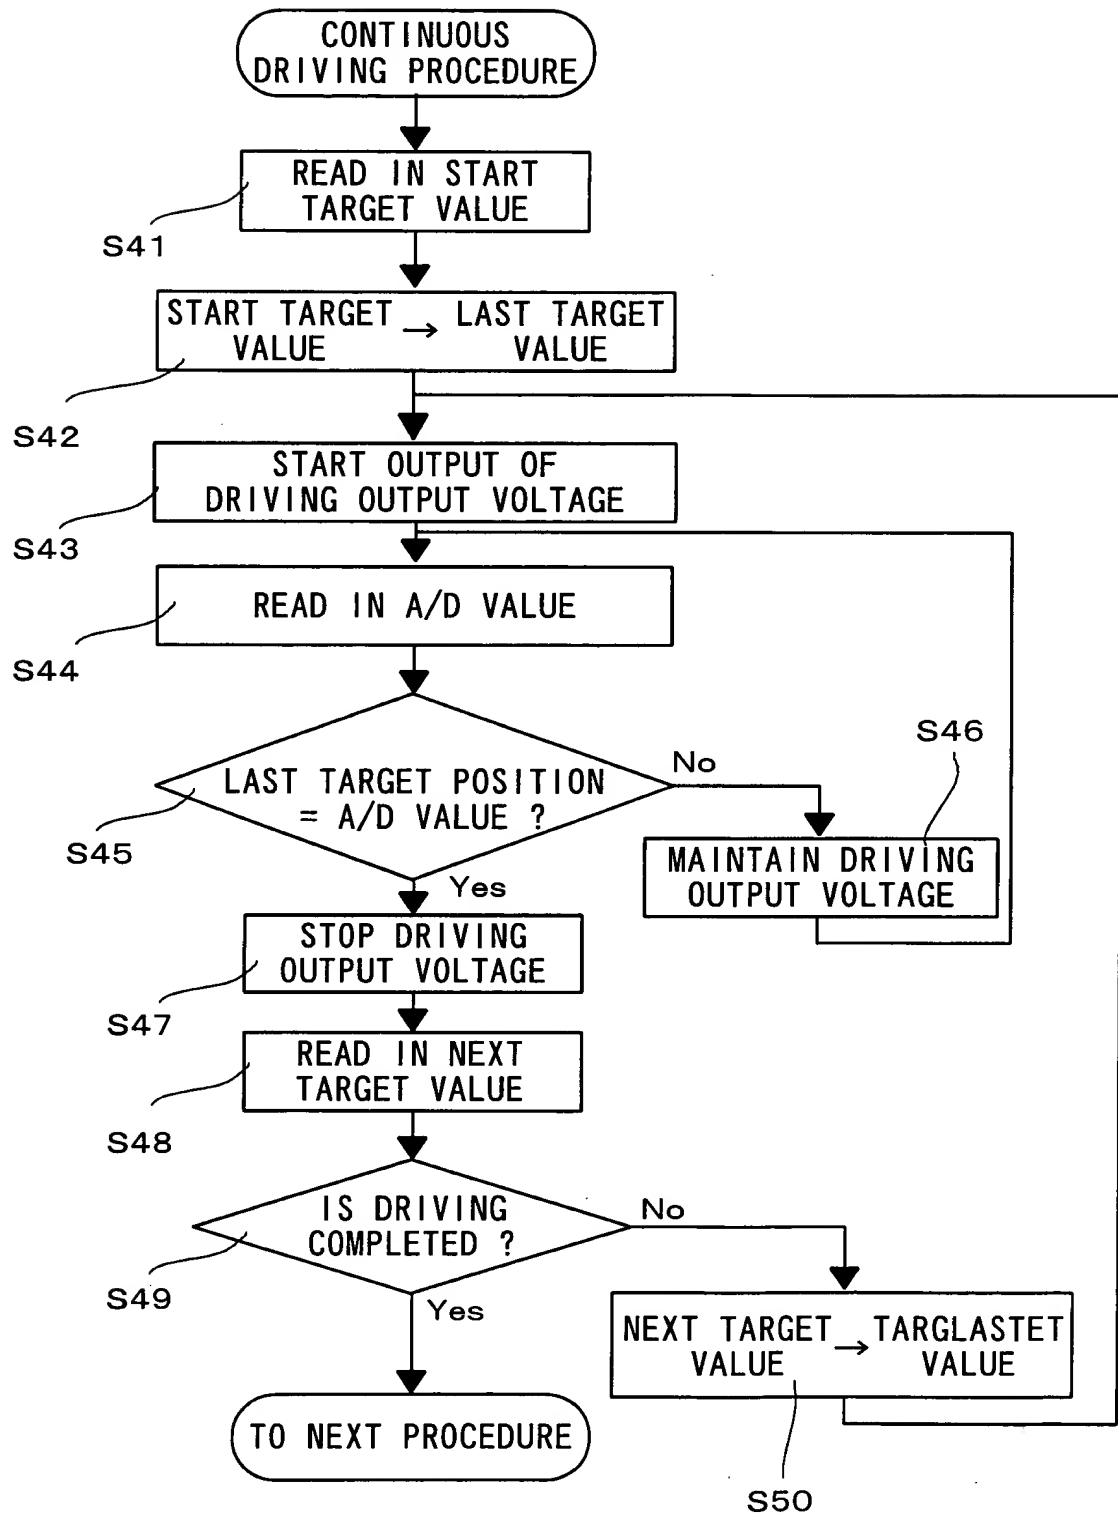 CONTINUOUS
DRIVING PROCEDURE
READ IN START
TARGET VALUE
S41
START TARGET → LAST TARGET
VALUE VALUE
S42
START OUTPUT OF
DRIVING OUTPUT VOLTAGE
S43
READ IN A/D VALUE
S44
LAST TARGET POSITION
= A/D VALUE ?
S45
No
S46
MAINTAIN DRIVING
OUTPUT VOLTAGE
Yes
STOP DRIVING
OUTPUT VOLTAGE
S47
READ IN NEXT
TARGET VALUE
S48
IS DRIVING
COMPLETED ?
S49
No
Yes
NEXT TARGET → TARGLASTET
VALUE VALUE
S50
TO NEXT PROCEDURE